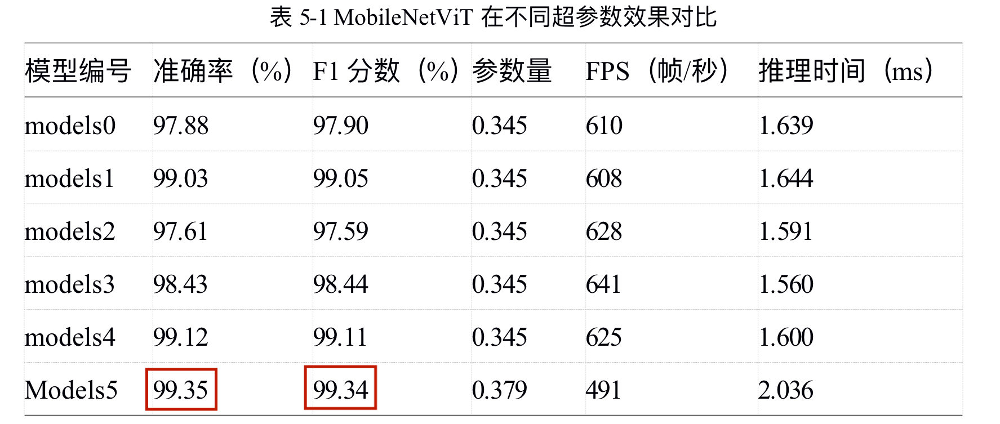 表 5-1 MobileNetViT 在不同超参数效果对比
模型编号 准确率（%） F1 分数（%） 参数量 FPS（帧/秒） 推理时间（ms）
models0 97.88 97.90 0.345 610 1.639
models1 99.03 99.05 0.345 608 1.644
models2 97.61 97.59 0.345 628 1.591
models3 98.43 98.44 0.345 641 1.560
models4 99.12 99.11 0.345 625 1.600
Models5 99.35 99.34 0.379 491 2.036